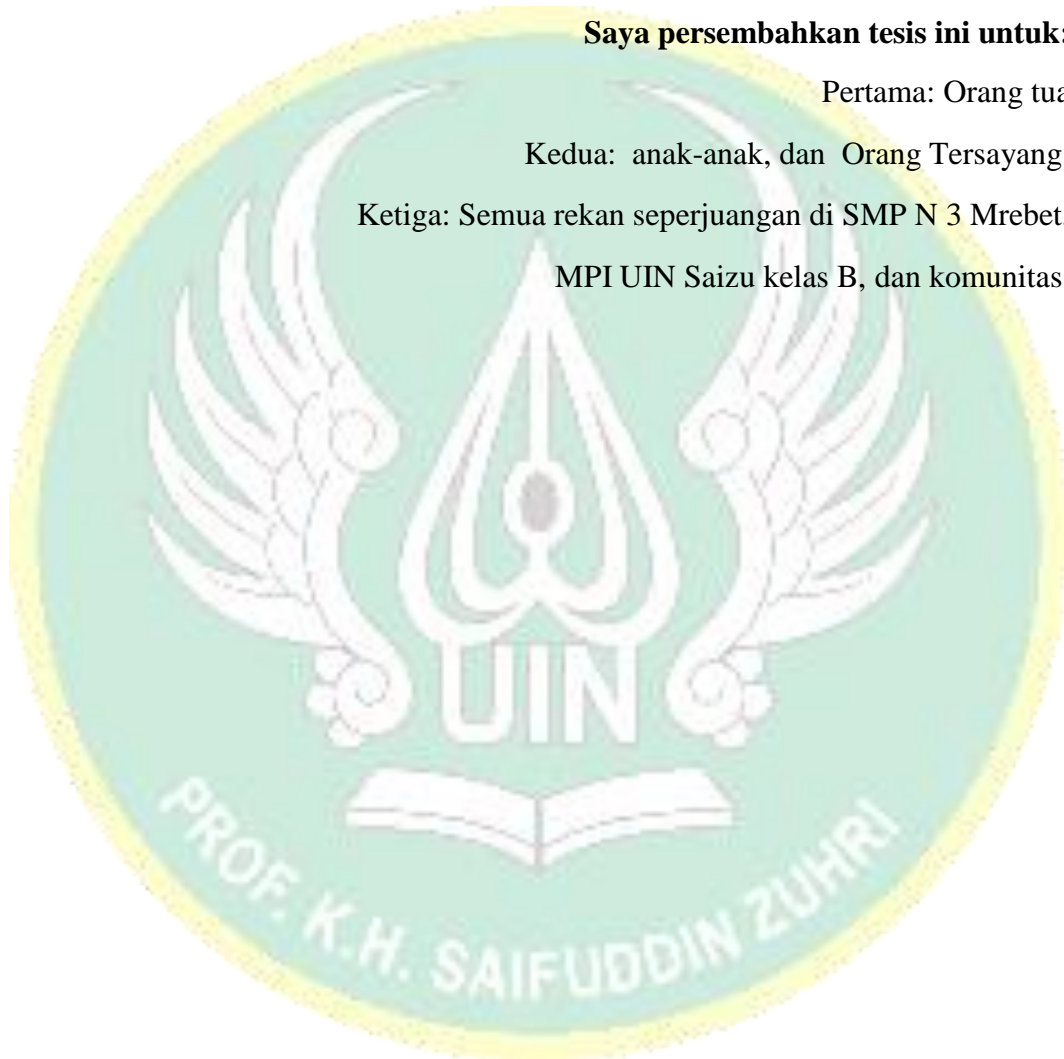 Saya persembahkan tesis ini untuk:
Pertama: Orang tua
Kedua: anak-anak, dan Orang Tersayang
Ketiga: Semua rekan seperjuangan di SMP N 3 Mrebet
MPI UIN Saizu kelas B, dan komunitas
UIN
PROF. K.H. SAIFUDDIN ZUHRI